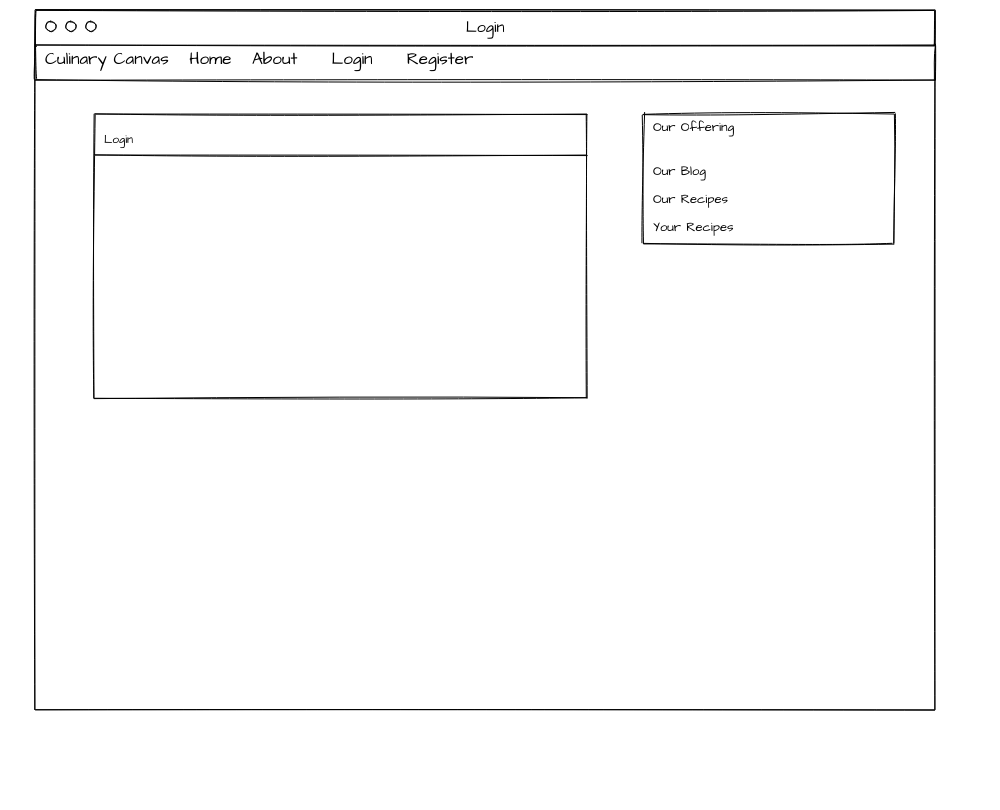 Login
Culinary Canvas Home About Login Register
Login
Our Offering
Our Blog
Our Recipes
Your Recipes